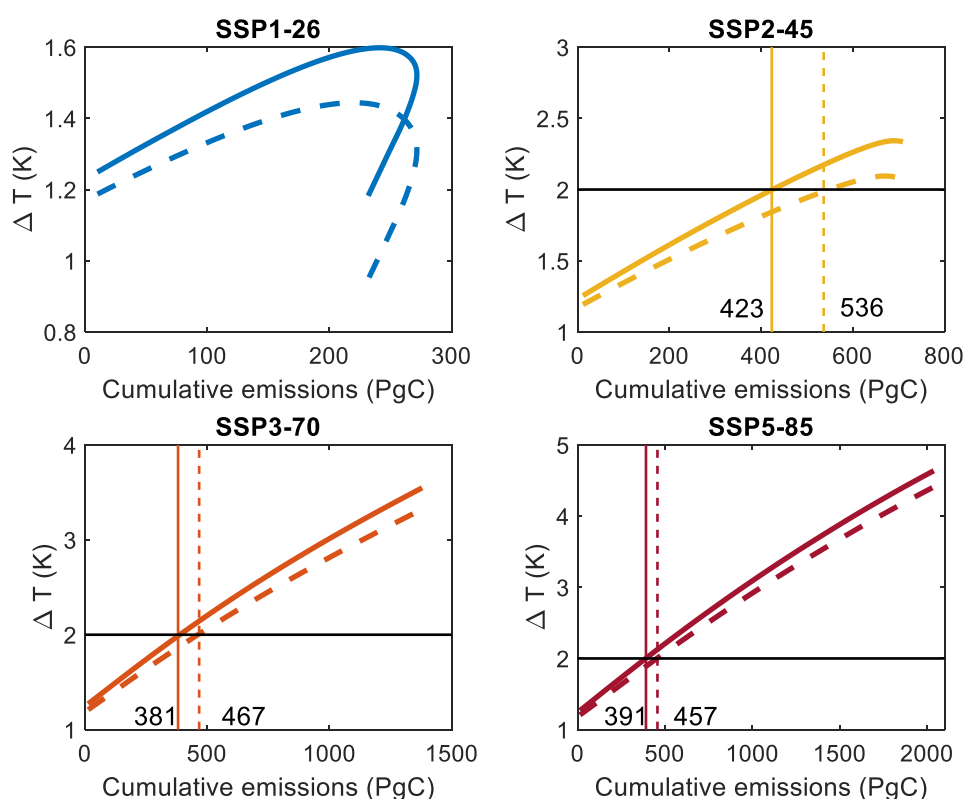 SSP1-26
1.6
1.4
1.2
1
0.8
Δ T (K)
0 100 200 300
Cumulative emissions (PgC)
SSP2-45
3
2.5
2
1.5
1
Δ T (K)
423 536
0 200 400 600 800
Cumulative emissions (PgC)
SSP3-70
4
3
2
1
Δ T (K)
381 467
0 500 1000 1500
Cumulative emissions (PgC)
SSP5-85
5
4
3
2
1
Δ T (K)
391 457
0 500 1000 1500 2000
Cumulative emissions (PgC)